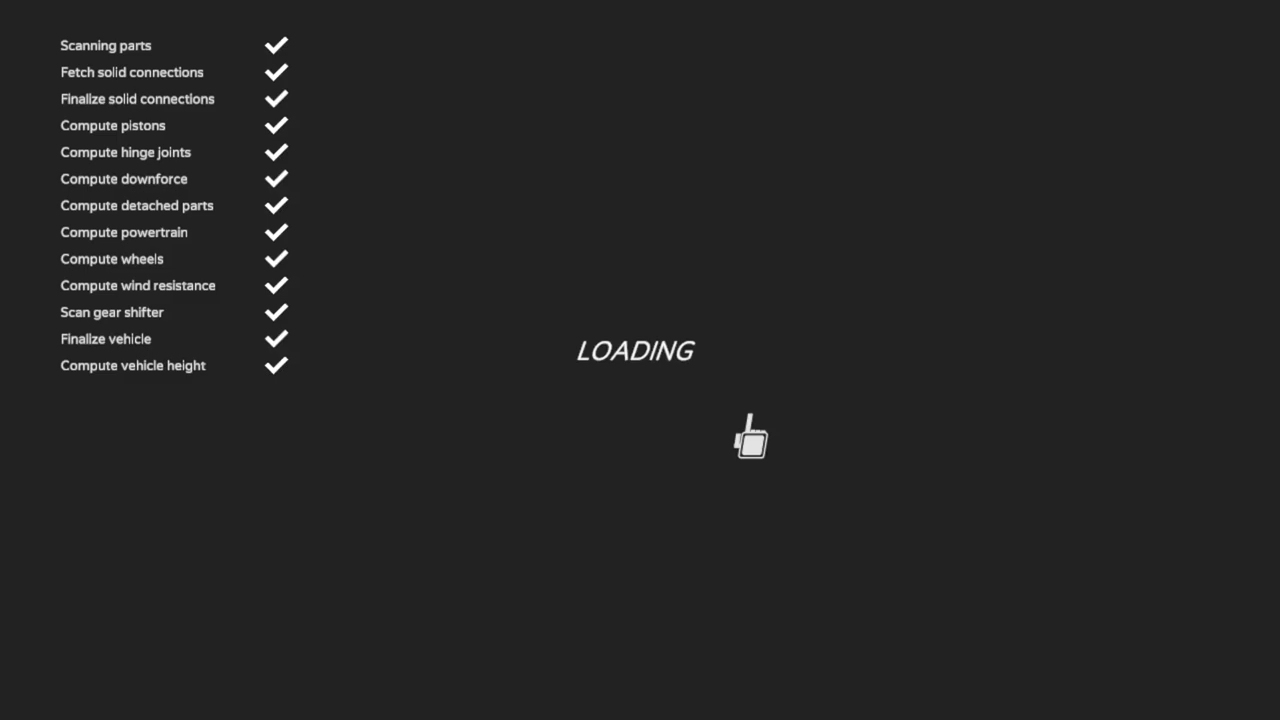 Scanning parts
Fetch solid connections
Finalize solid connections
Compute pistons
Compute hinge joints
Compute downforce
Compute detached parts
Compute powertrain
Compute wheels
Compute wind resistance
Scan gear shifter
Finalize vehicle
Compute vehicle height
LOADING